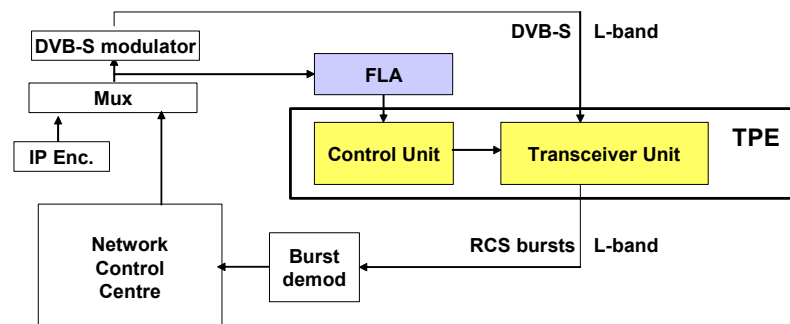 DVB-S modulator
DVB-S L-band
FLA
Mux
TPE
IP Enc.
Control Unit
Transceiver Unit
Network
Control
Centre
Burst
demod
RCS bursts L-band